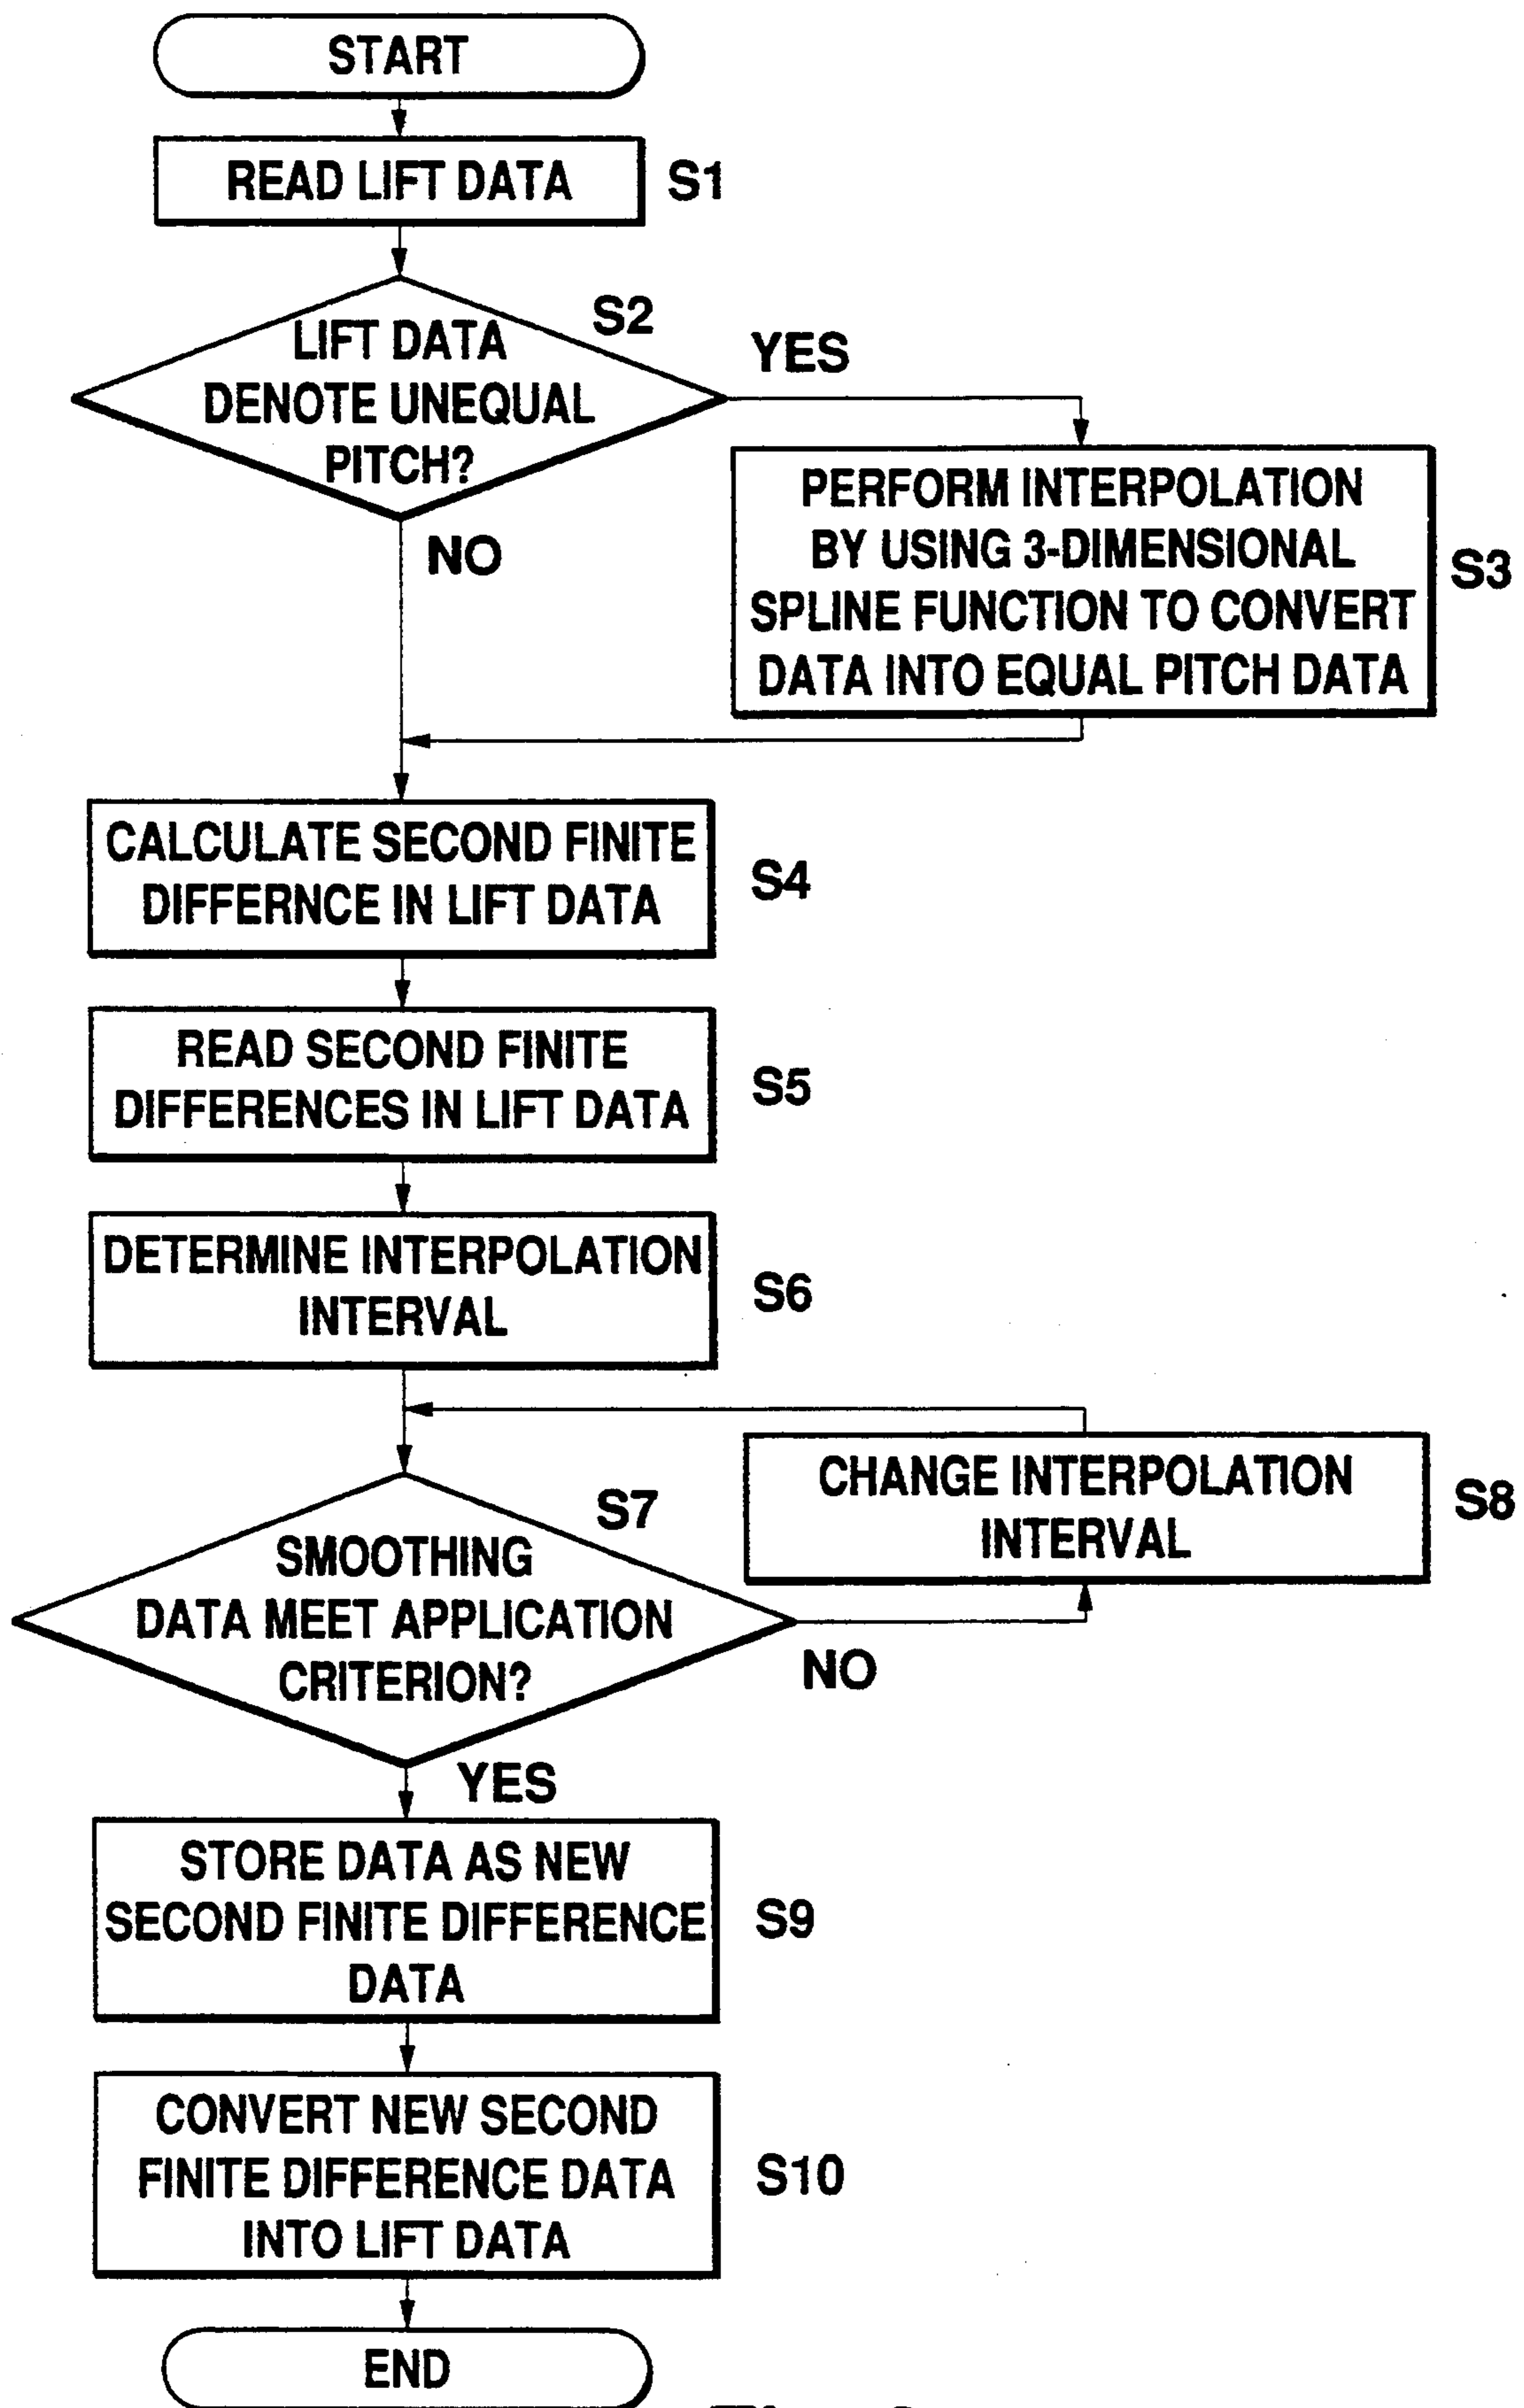 START
READ LIFT DATA
S1
S2
LIFT DATA
DENOTE UNEQUAL
PITCH?
YES
NO
PERFORM INTERPOLATION
BY USING 3-DIMENSIONAL
SPLINE FUNCTION TO CONVERT
DATA INTO EQUAL PITCH DATA
S3
CALCULATE SECOND FINITE
DIFFERNCE IN LIFT DATA
S4
READ SECOND FINITE
DIFFERENCES IN LIFT DATA
S5
DETERMINE INTERPOLATION
INTERVAL
S6
CHANGE INTERPOLATION
INTERVAL
S8
S7
SMOOTHING
DATA MEET APPLICATION
CRITERION?
NO
YES
STORE DATA AS NEW
SECOND FINITE DIFFERENCE
DATA
S9
CONVERT NEW SECOND
FINITE DIFFERENCE DATA
INTO LIFT DATA
S10
END